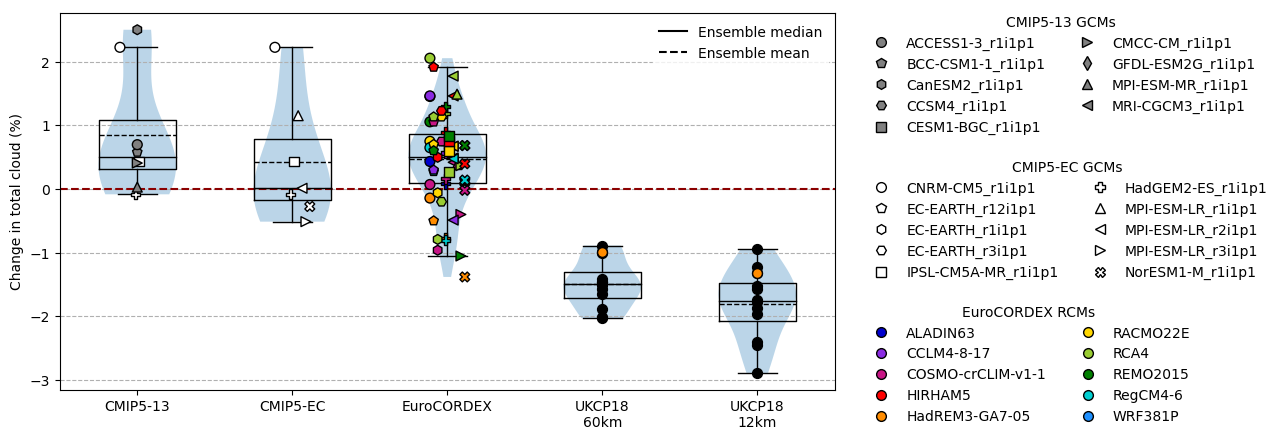 Change in total cloud (%)
2
1
0
−1
−2
−3
CMIP5-13
CMIP5-EC
EuroCORDEX
UKCP18
60km
UKCP18
12km
Ensemble median
Ensemble mean
CMIP5-13 GCMs
ACCESS1-3_r1i1p1
BCC-CSM1-1_r1i1p1
CanESM2_r1i1p1
CCSM4_r1i1p1
CESM1-BGC_r1i1p1
CMCC-CM_r1i1p1
GFDL-ESM2G_r1i1p1
MPI-ESM-MR_r1i1p1
MRI-CGCM3_r1i1p1
CMIP5-EC GCMs
CNRM-CM5_r1i1p1
EC-EARTH_r12i1p1
EC-EARTH_r1i1p1
EC-EARTH_r3i1p1
IPSL-CM5A-MR_r1i1p1
HadGEM2-ES_r1i1p1
MPI-ESM-LR_r1i1p1
MPI-ESM-LR_r2i1p1
MPI-ESM-LR_r3i1p1
NorESM1-M_r1i1p1
EuroCORDEX RCMs
ALADIN63
CCLM4-8-17
COSMO-crCLIM-v1-1
HIRHAM5
HadREM3-GA7-05
RACMO22E
RCA4
REMO2015
RegCM4-6
WRF381P